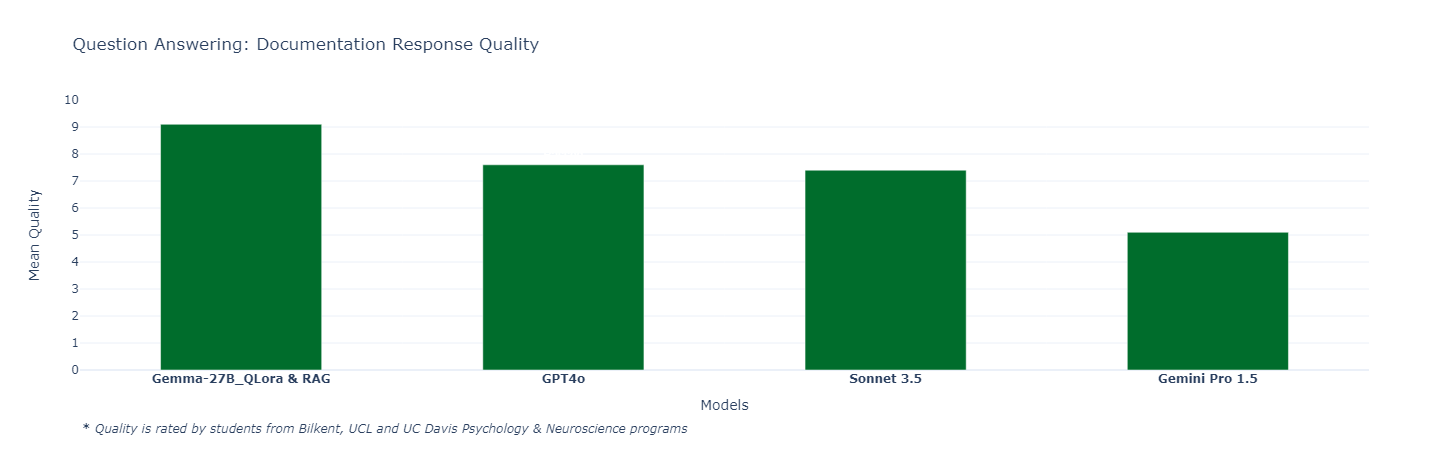 Question Answering: Documentation Response Quality
10
9
8
7
6
5
4
3
2
1
0
Mean Quality
Gemma-27B_QLora & RAG
GPT4o
Sonnet 3.5
Gemini Pro 1.5
Models
* Quality is rated by students from Bilkent, UCL and UC Davis Psychology & Neuroscience programs